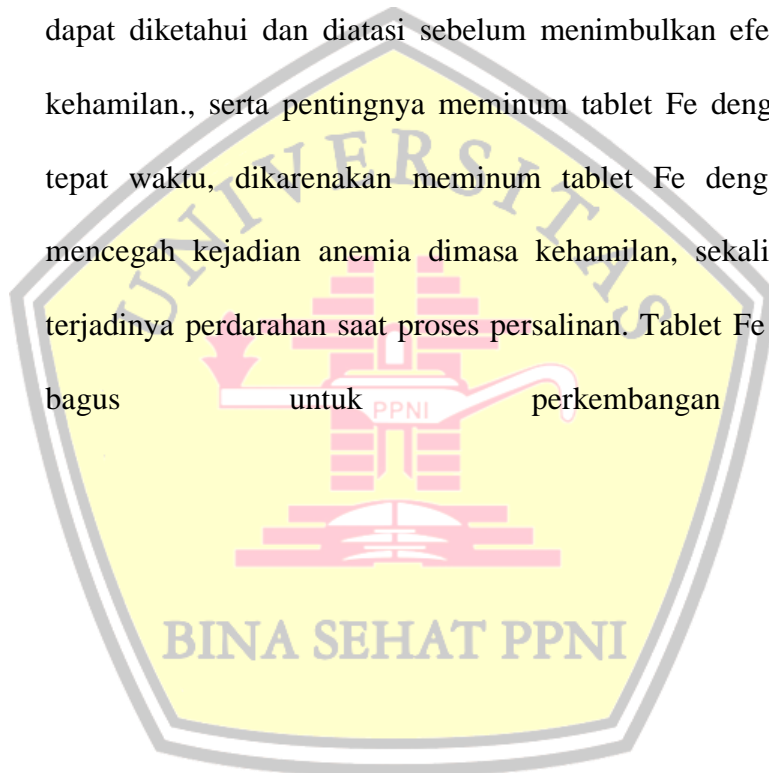 dapat diketahui dan diatasi sebelum menimbulkan efe
kehamilan., serta pentingnya meminum tablet Fe deng
tepat waktu, dikarenakan meminum tablet Fe deng
mencegah kejadian anemia dimasa kehamilan, sekali
terjadinya perdarahan saat proses persalinan. Tablet Fe
bagus untuk perkembangan
UNIVERSITAS
PPNI
BINA SEHAT PPNI